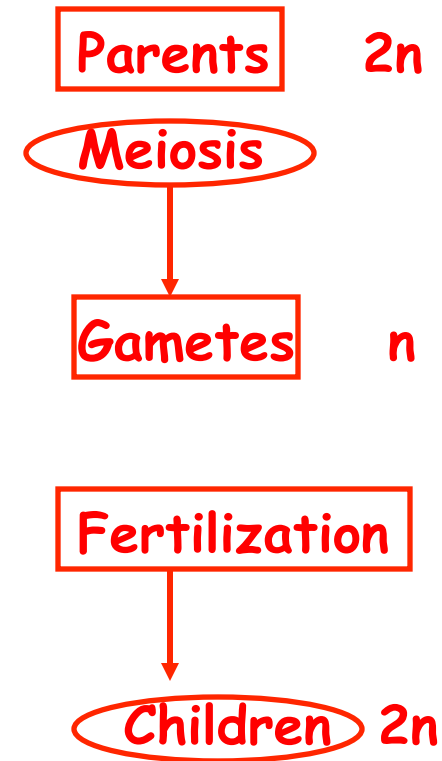 Parents 2n
Meiosis
Gametes n
Fertilization
Children 2n